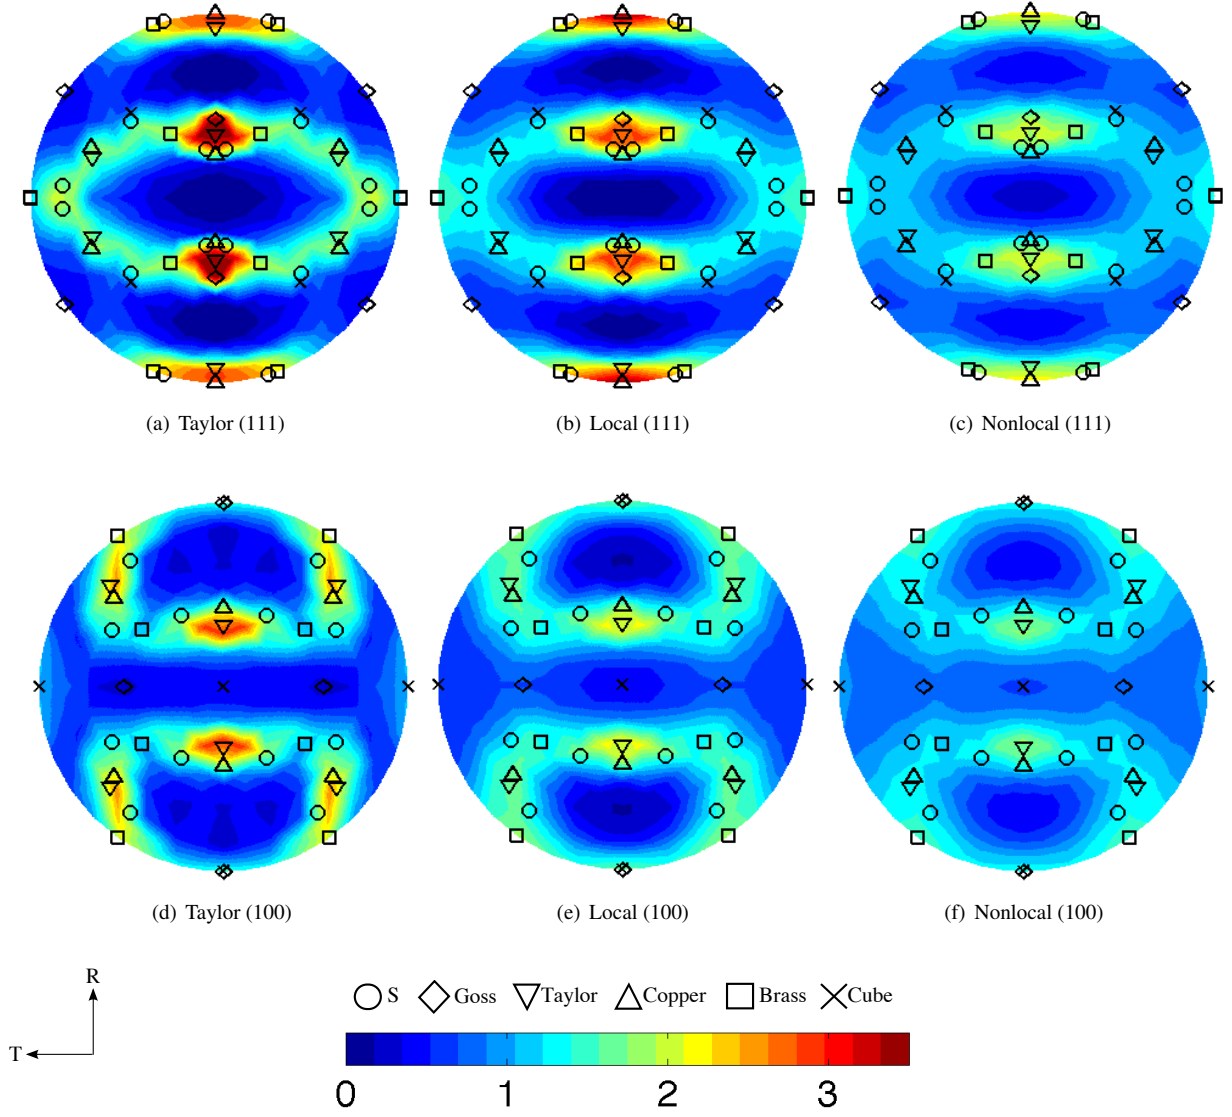 (a) Taylor (111)
(b) Local (111)
(c) Nonlocal (111)
(d) Taylor (100)
(e) Local (100)
(f) Nonlocal (100)
R
T
S Goss Taylor Copper Brass Cube
0 1 2 3